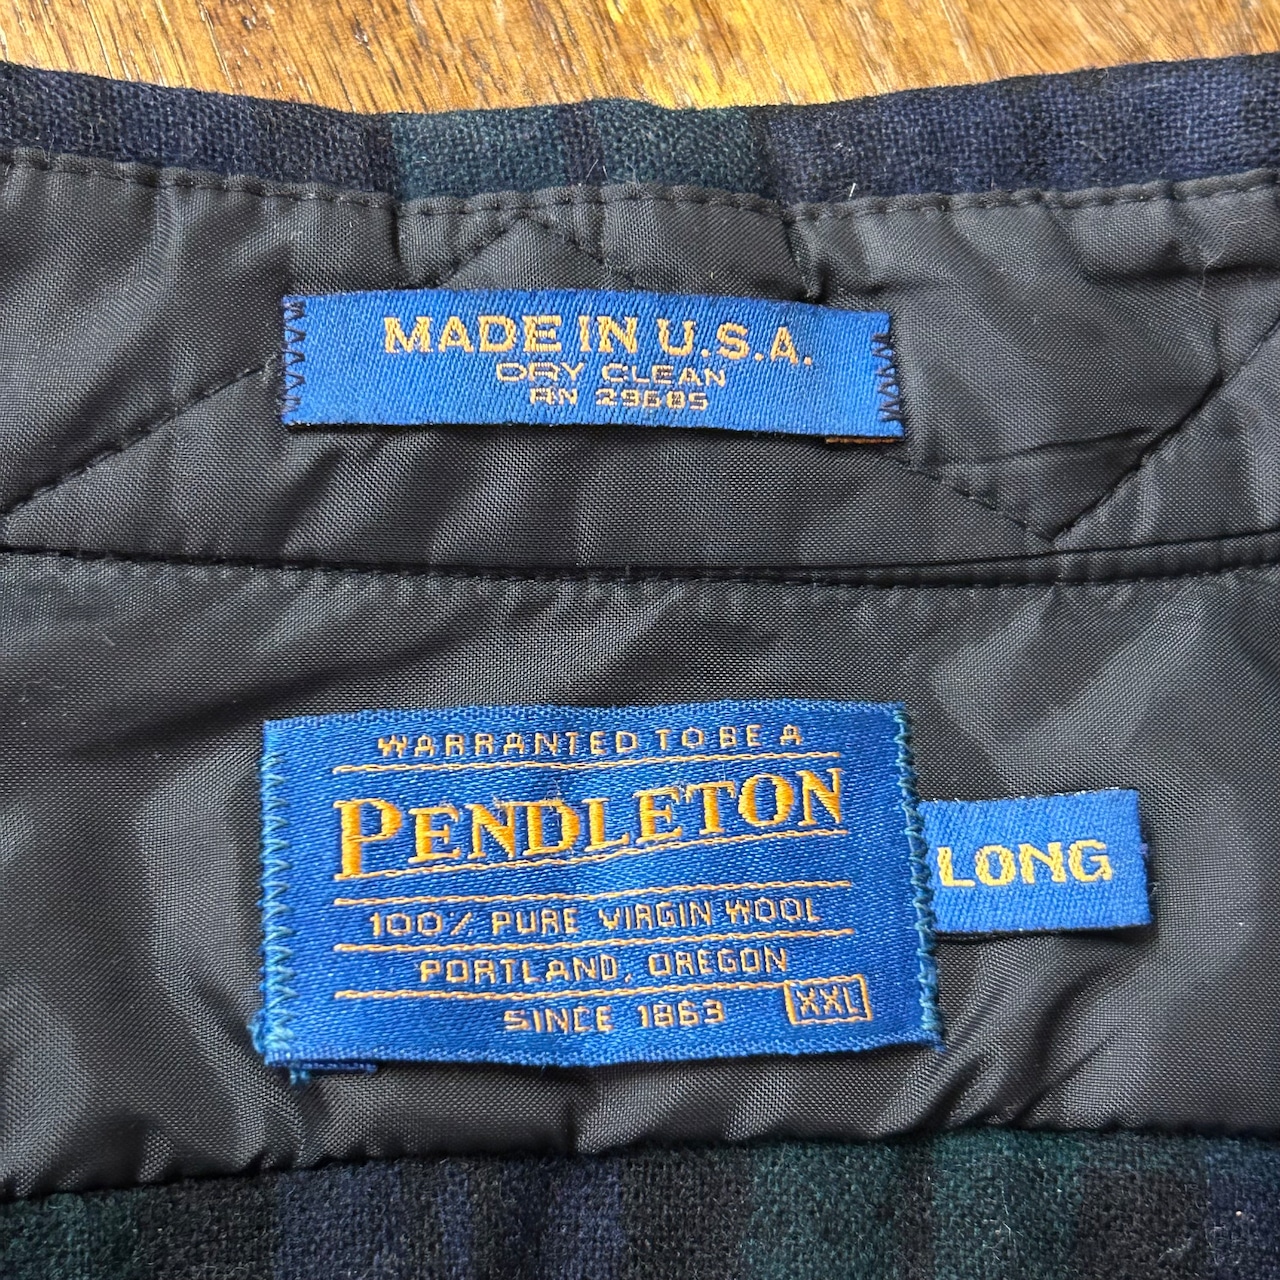 MADE IN U.S.A.
DRY CLEAN
RN 29685
WARRANTED TO BE A
PENDLETON
LONG
100% PURE VIRGIN WOOL
PORTLAND, OREGON
SINCE 1863 XXL